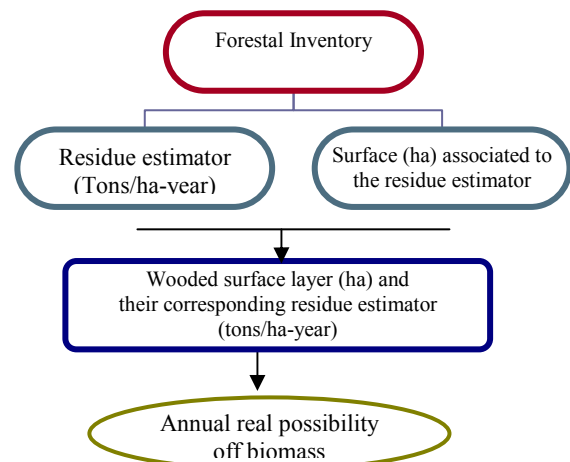 Forestal Inventory
Residue estimator
(Tons/ha-year)
Surface (ha) associated to
the residue estimator
Wooded surface layer (ha) and
their corresponding residue estimator
(tons/ha-year)
Annual real possibility
off biomass